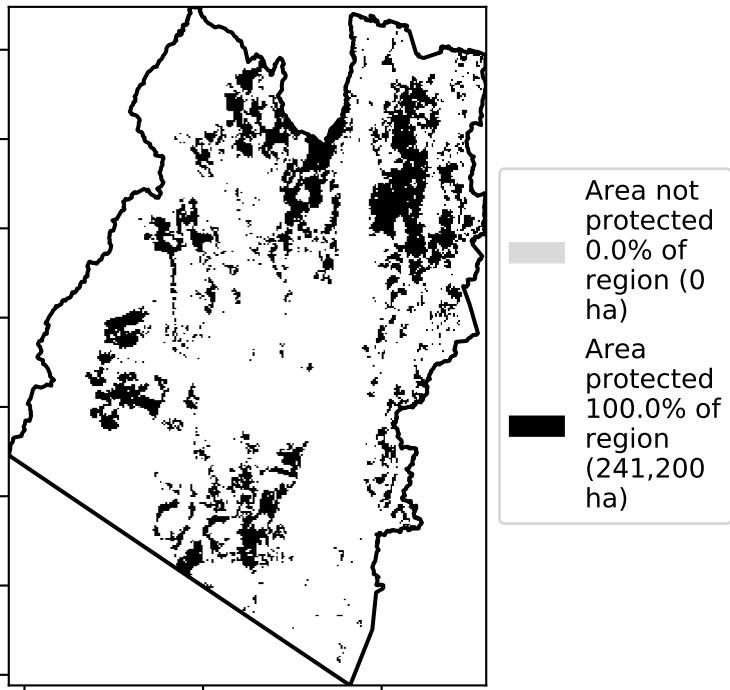 Area not
protected
0.0% of
region (0
ha)
Area
protected
100.0% of
region
(241,200
ha)